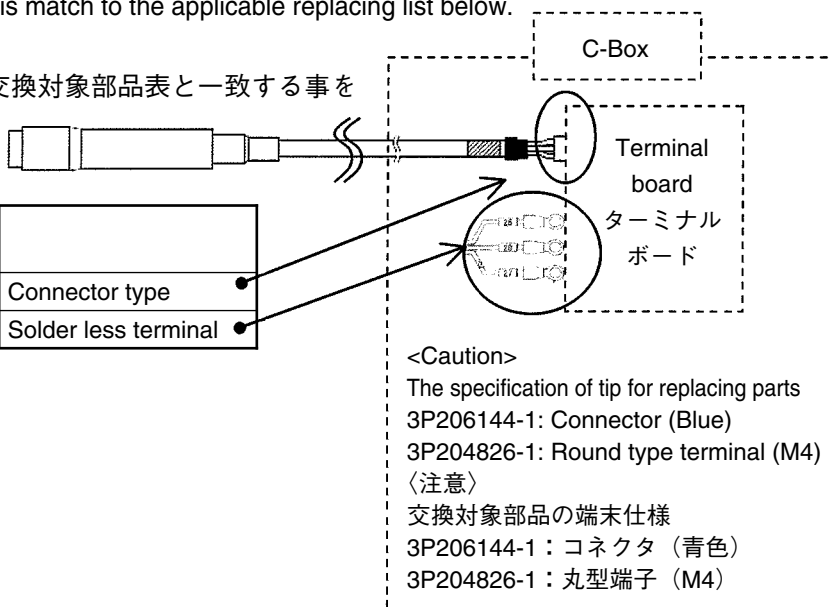 is match to the applicable replacing list below.
C-Box
交換対象部品表と一致する事を
Terminal
board
ターミナル
ボード
Connector type
Solder less terminal
<Caution>
The specification of tip for replacing parts
3P206144-1: Connector (Blue)
3P204826-1: Round type terminal (M4)
〈注意〉
交換対象部品の端末仕様
3P206144-1：コネクタ（青色）
3P204826-1：丸型端子（M4）